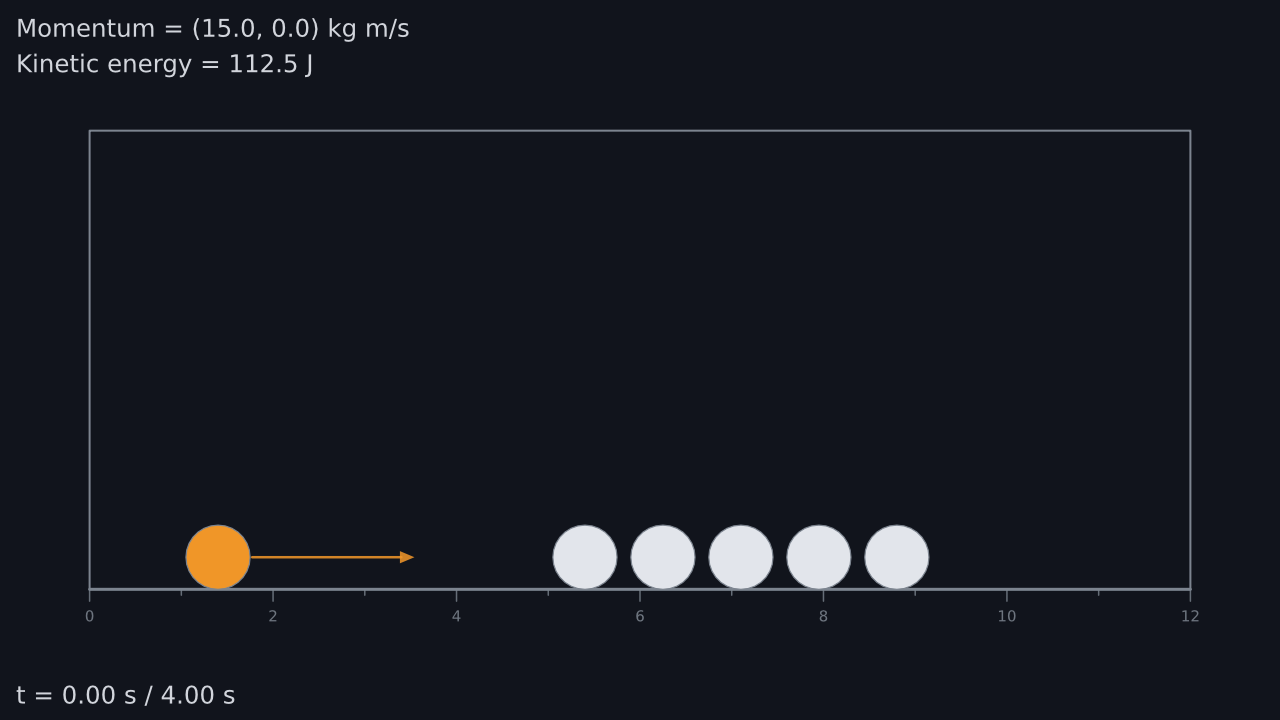 Momentum = (15.0, 0.0) kg m/s
Kinetic energy = 112.5 J
0 2 4 6 8 10 12
t = 0.00 s / 4.00 s